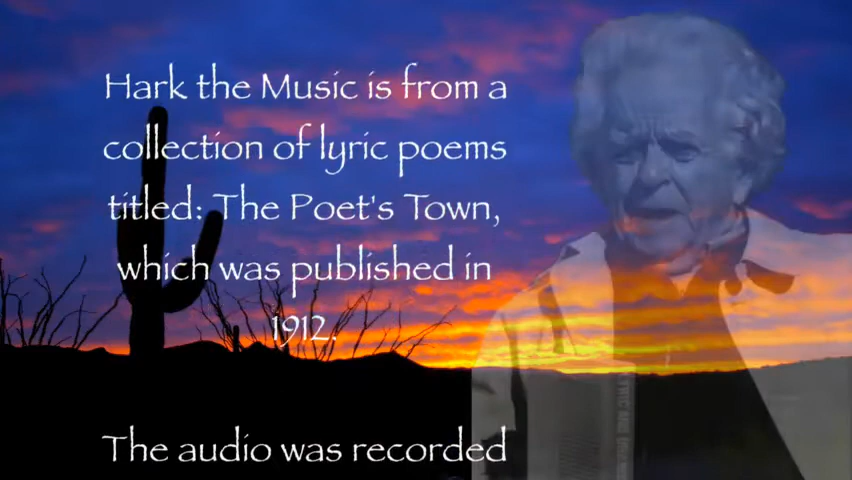 Hark the Music is from a
collection of lyric poems
titled: The Poet's Town,
which was published in
1912.
The audio was recorded